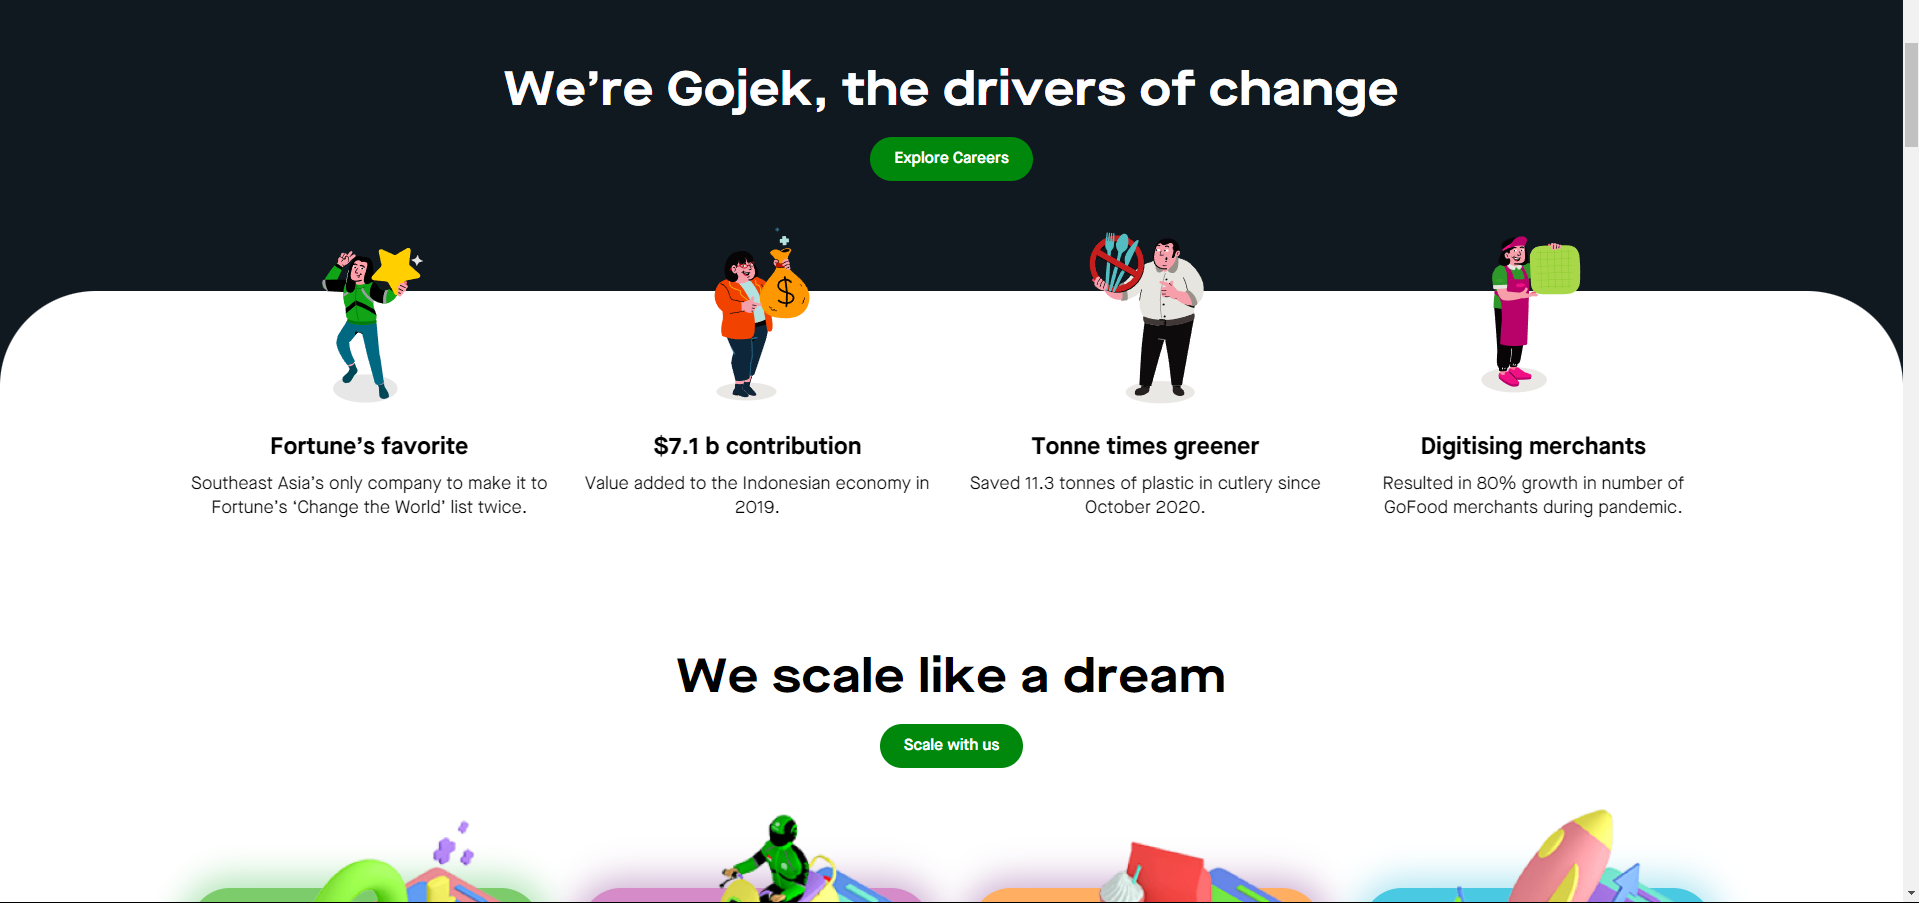 We're Gojek, the drivers of change
Explore Careers
$
Fortune's favorite
Southeast Asia's only company to make it to
Fortune's 'Change the World' list twice.
$7.1 b contribution
Value added to the Indonesian economy in
2019.
Tonne times greener
Saved 11.3 tonnes of plastic in cutlery since
October 2020.
Digitising merchants
Resulted in 80% growth in number of
GoFood merchants during pandemic.
We scale like a dream
Scale with us